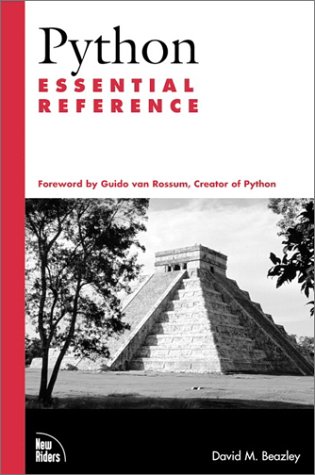 Python
ESSENTIAL
REFERENCE
Foreword by Guido van Rossum, Creator of Python
New
Riders
David M. Beazley